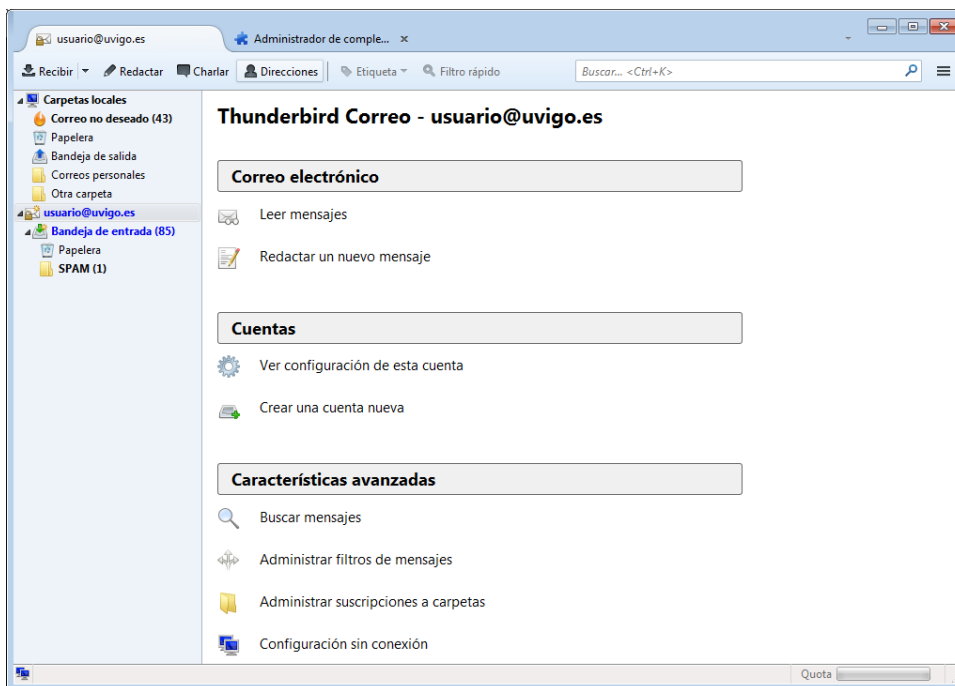 usuario@uvigo.es
Administrador de comple... ×
Recibir Redactar Charlar Direcciones Etiqueta Filtro rápido Buscar... <Ctrl+K>
Carpetas locales
Correo no deseado (43)
Papelera
Bandeja de salida
Correos personales
Otra carpeta
usuario@uvigo.es
Bandeja de entrada (85)
Papelera
SPAM (1)
Thunderbird Correo - usuario@uvigo.es
Correo electrónico
Leer mensajes
Redactar un nuevo mensaje
Cuentas
Ver configuración de esta cuenta
Crear una cuenta nueva
Características avanzadas
Buscar mensajes
Administrar filtros de mensajes
Administrar suscripciones a carpetas
Configuración sin conexión
Quota